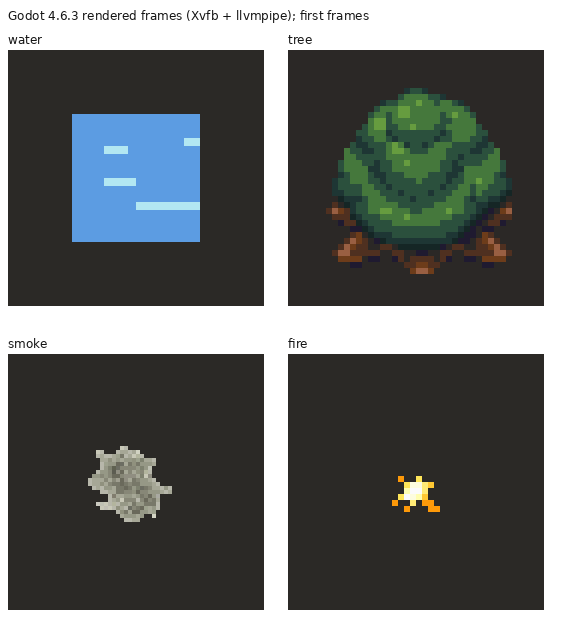 Godot 4.6.3 rendered frames (Xvfb + llvmpipe); first frames
water
tree
smoke
fire